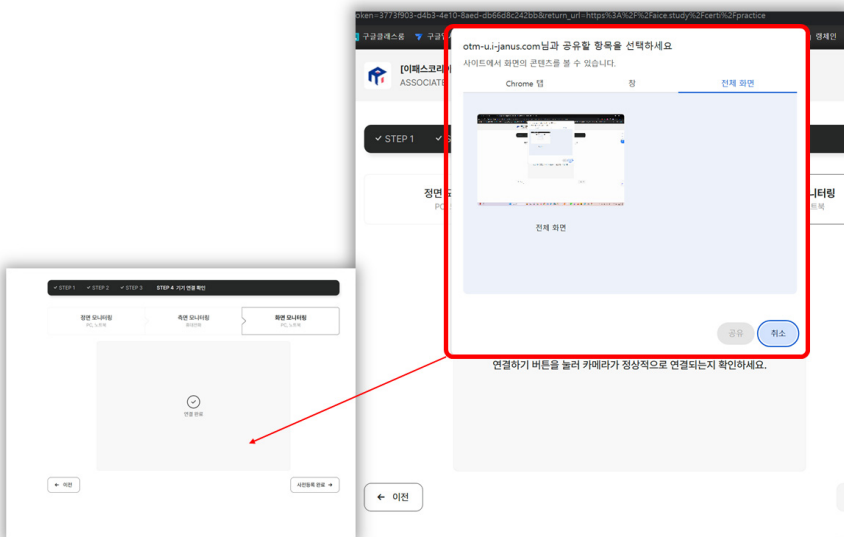 oken=3773f903-d4b3-4e10-8aed-db66d8c242bb&return_url=https%3A%2F%2Faice.study%2Fcerti%2Fpractice
구글클래스룸
구글
캠체인
otm-u.i-janus.com님과 공유할 항목을 선택하세요
사이트에서 화면의 콘텐츠를 볼 수 있습니다.
Chrome 탭
창
전체 화면
전체 화면
공유
취소
[이패스코리아
ASSOCIATE
STEP 1
정면 모
PC,
니터링
트북
연결하기 버튼을 눌러 카메라가 정상적으로 연결되는지 확인하세요.
← 이전
STEP 1
STEP 2
STEP 3
STEP 4 기기 연결 확인
정면 모니터링
PC, 노트북
측면 모니터링
휴대전화
화면 모니터링
PC, 노트북
연결 완료
← 이전
사전등록 완료 →